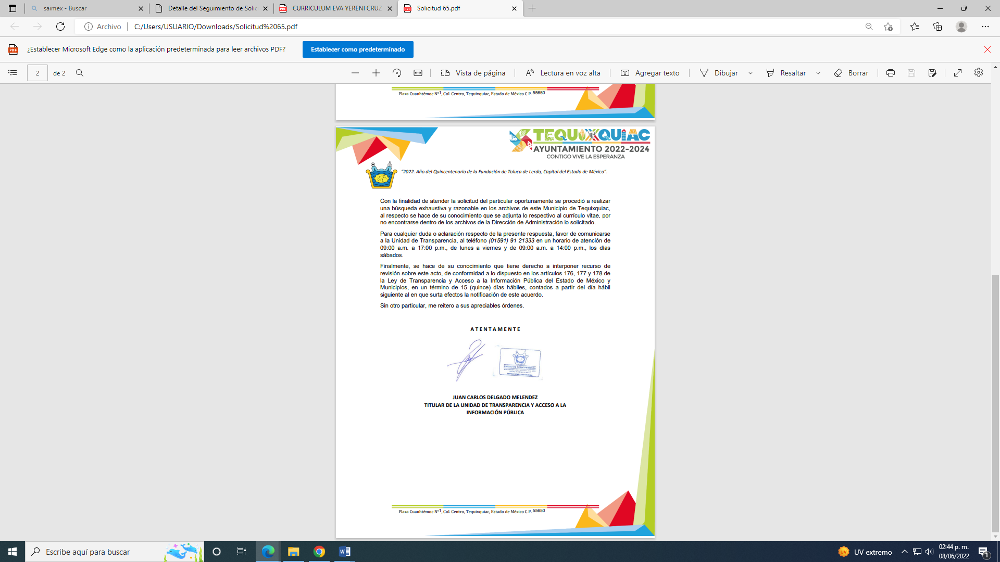 saimex - Buscar
Detalle del Seguimiento de Solic
CURRICULUM EVA YERENI CRUZ
Solicitud 65.pdf
Archivo
C:/Users/USUARIO/Downloads/Solicitud%2065.pdf
¿Establecer Microsoft Edge como la aplicación predeterminada para leer archivos PDF?
Establecer como predeterminado
2 de 2
Vista de página
Lectura en voz alta
Agregar texto
Dibujar
Resaltar
Borrar
Plaza Cuauhtémoc Nº1, Col. Centro, Tequixquiac, Estado de México C.P. 55650
TEQUIXQUIAC
AYUNTAMIENTO 2022-2024
CONTIGO VIVE LA ESPERANZA
"2022. Año del Quincentenario de la Fundación de Toluca de Lerdo, Capital del Estado de México".
Con la finalidad de atender la solicitud del particular oportunamente se procedió a realizar
una búsqueda exhaustiva y razonable en los archivos de este Municipio de Tequixquiac,
al respecto se hace de su conocimiento que se adjunta lo respectivo al currículo vitae, por
no encontrarse dentro de los archivos de la Dirección de Administración lo solicitado.
Para cualquier duda o aclaración respecto de la presente respuesta, favor de comunicarse
a la Unidad de Transparencia, al teléfono (01591) 91 21333 en un horario de atención de
09:00 a.m. a 17:00 p.m., de lunes a viernes y de 09:00 a.m. a 14:00 p.m., los días
sábados.
Finalmente, se hace de su conocimiento que tiene derecho a interponer recurso de
revisión sobre este acto, de conformidad a lo dispuesto en los artículos 176, 177 y 178 de
la Ley de Transparencia y Acceso a la Información Pública del Estado de México y
Municipios, en un término de 15 (quince) días hábiles, contados a partir del día hábil
siguiente al en que surta efectos la notificación de este acuerdo.
Sin otro particular, me reitero a sus apreciables órdenes.
ATENTAMENTE
UNIDAD DE TRANSPARENCIA
CONTIGO VIVE LA ESPERANZA
JUAN CARLOS DELGADO MELENDEZ
TITULAR DE LA UNIDAD DE TRANSPARENCIA Y ACCESO A LA
INFORMACIÓN PÚBLICA
Plaza Cuauhtémoc Nº1, Col. Centro, Tequixquiac, Estado de México C.P. 55650
Escribe aquí para buscar
UV extremo
02:44 p. m.
08/06/2022
1